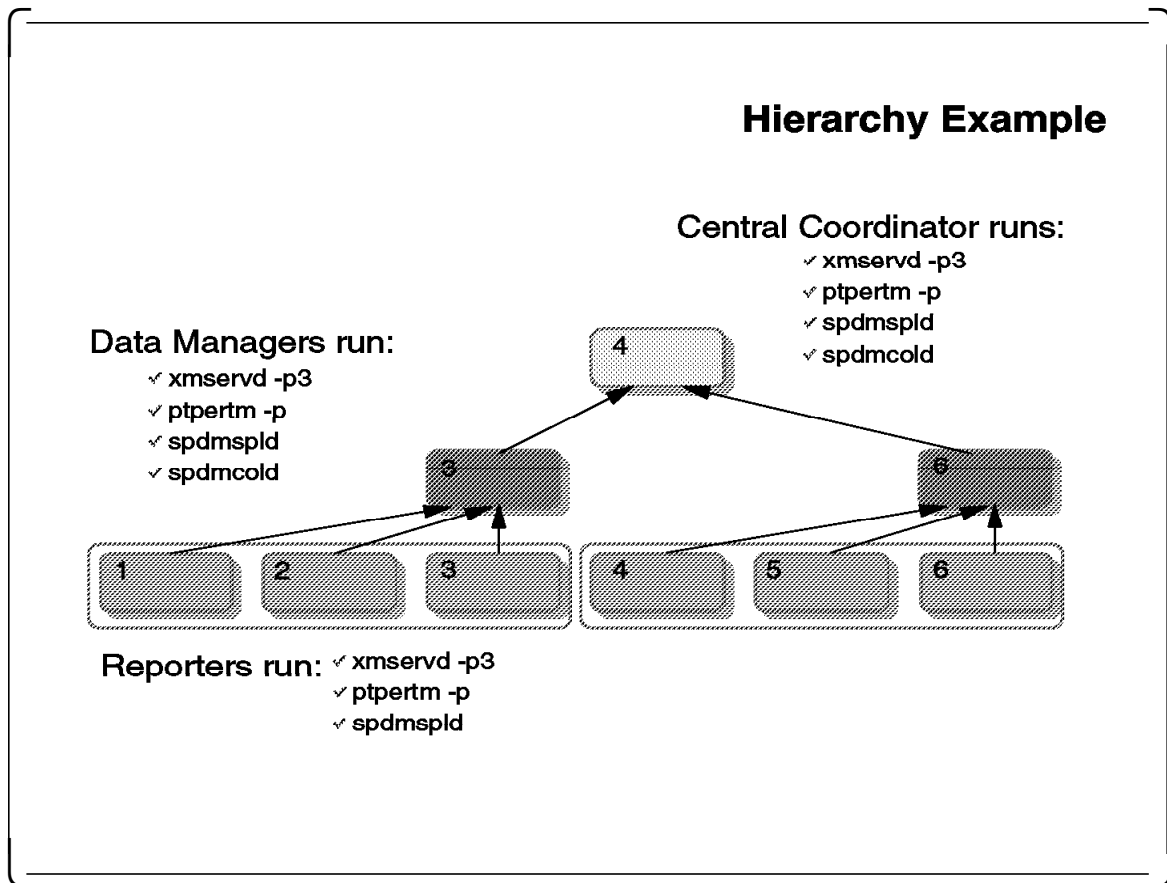 Hierarchy Example
Central Coordinator runs:
✓ xmservd -p3
✓ ptpertm -p
✓ spdmspld
✓ spdmcold
Data Managers run:
✓ xmservd -p3
✓ ptpertm -p
✓ spdmspld
✓ spdmcold
4
3
6
1 2 3 4 5 6
Reporters run:
✓ xmservd -p3
✓ ptpertm -p
✓ spdmspld